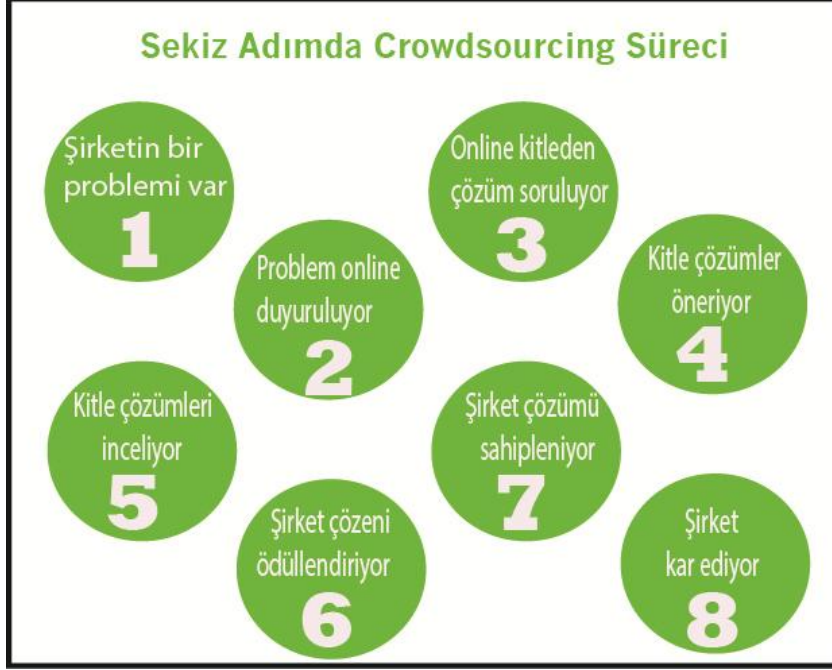 Sekiz Adımda Crowdsourcing Süreci
Şirketin bir
problemi var
1
Problem online
duyuruluyor
2
Online kitleden
çözüm soruluyor
3
Kitle çözümler
öneriyor
4
Kitle çözümleri
inceliyor
5
Şirket çözeni
ödüllendiriyor
6
Şirket çözümü
sahipleniyor
7
Şirket
kar ediyor
8